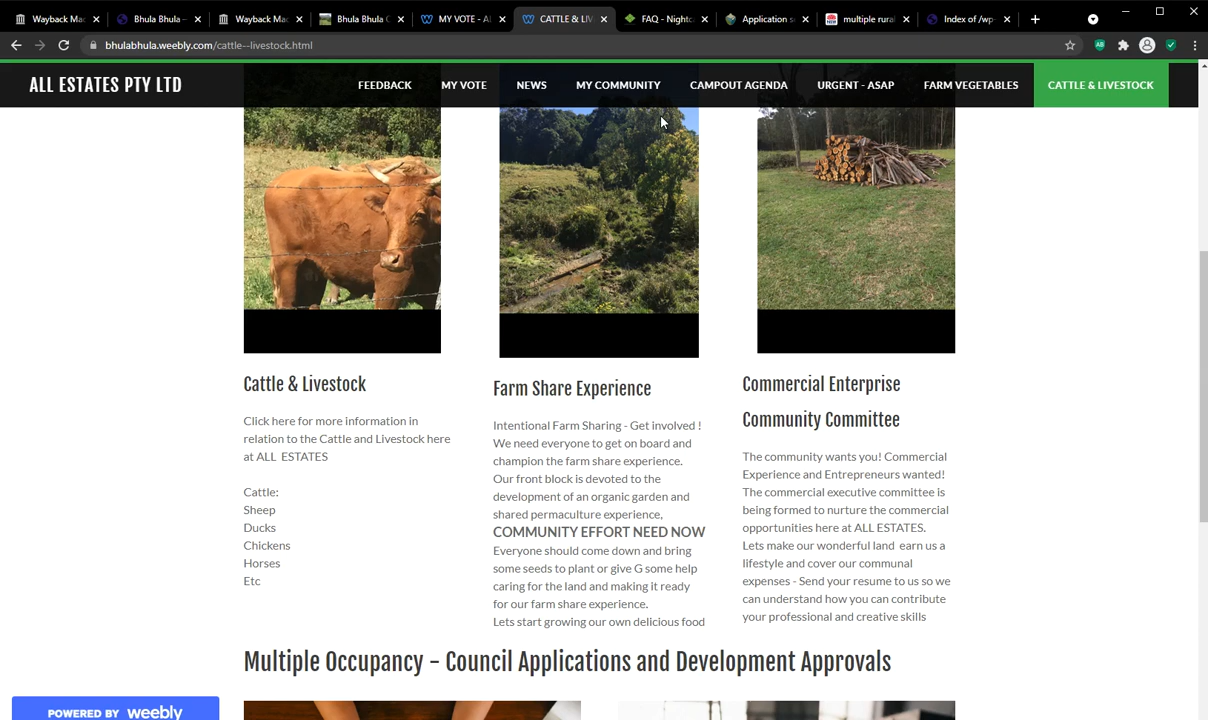 Wayback Mac
Bhula Bhula –
Wayback Mac
Bhula Bhula C
MY VOTE - AL
CATTLE & LIV
FAQ - Nightc
Application s
multiple rural
Index of /wp-
bhulabhula.weebly.com/cattle--livestock.html
ALL ESTATES PTY LTD
FEEDBACK
MY VOTE
NEWS
MY COMMUNITY
CAMPOUT AGENDA
URGENT - ASAP
FARM VEGETABLES
CATTLE & LIVESTOCK
Cattle & Livestock
Click here for more information in
relation to the Cattle and Livestock here
at ALL ESTATES
Cattle:
Sheep
Ducks
Chickens
Horses
Etc
Farm Share Experience
Intentional Farm Sharing - Get involved !
We need everyone to get on board and
champion the farm share experience.
Our front block is devoted to the
development of an organic garden and
shared permaculture experience,
COMMUNITY EFFORT NEED NOW
Everyone should come down and bring
some seeds to plant or give G some help
caring for the land and making it ready
for our farm share experience.
Lets start growing our own delicious food
Commercial Enterprise
Community Committee
The community wants you! Commercial
Experience and Entrepreneurs wanted!
The commercial executive committee is
being formed to nurture the commercial
opportunities here at ALL ESTATES.
Lets make our wonderful land earn us a
lifestyle and cover our communal
expenses - Send your resume to us so we
can understand how you can contribute
your professional and creative skills
Multiple Occupancy - Council Applications and Development Approvals
POWERED BY weebly